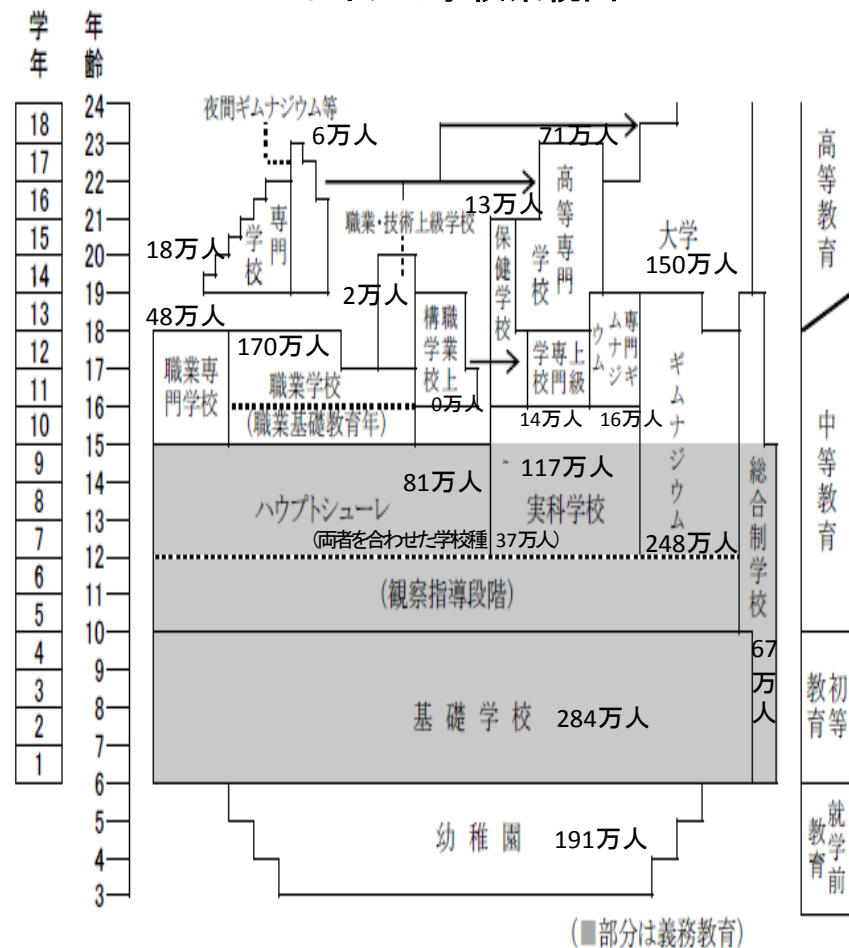 学年
年齢
24
23
22
21
20
19
18
17
16
15
14
13
12
11
10
9
8
7
6
5
4
3
18
17
16
15
14
13
12
11
10
9
8
7
6
5
4
3
2
1
夜間ギムナジウム等
6万人
71万人
専門学校
18万人
職業・技術上級学校
13万人
保健学校
高等専門学校
大学
150万人
2万人
48万人
職業専門学校
170万人
職業学校
(職業基礎教育年)
職業上構学校
0万人
上級専門学校
14万人
専門ギムナジウム
16万人
ギムナジウム
248万人
ハウプトシューレ
81万人
117万人
実科学校
(両者を合わせた学校種 37万人)
総合制学校
67万人
(観察指導段階)
基礎学校 284万人
幼稚園 191万人
高等教育
中等教育
初等教育
就学前教育
(■部分は義務教育)